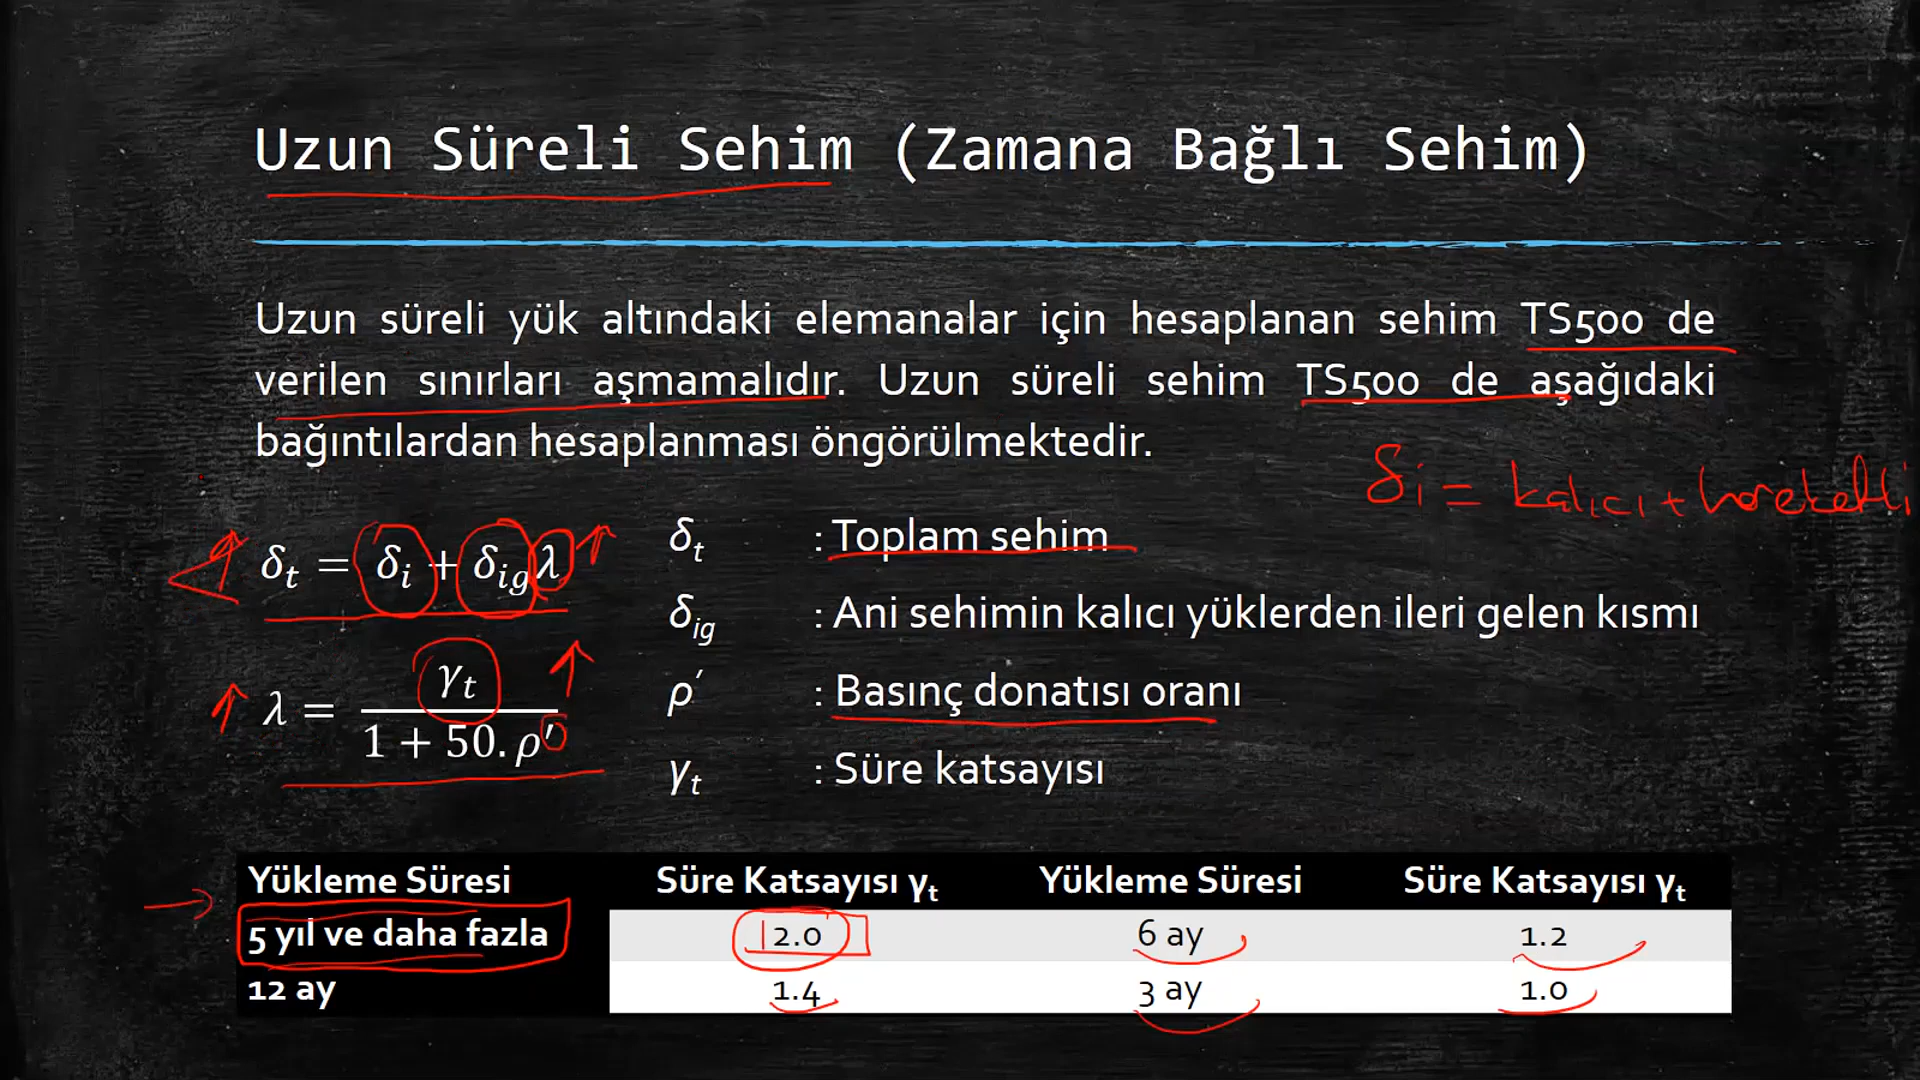 Uzun Süreli Sehim (Zamana Bağlı Sehim)
Uzun süreli yük altındaki elemanalar için hesaplanan sehim TS500 de
verilen sınırları aşmamalıdır. Uzun süreli sehim TS500 de aşağıdaki
bağıntılardan hesaplanması öngörülmektedir.
δi = kalıcı + hareketli
δt = δi + δig λ
λ = γt / (1 + 50. ρ′)
δt : Toplam sehim
δig : Ani sehimin kalıcı yüklerden ileri gelen kısmı
ρ′ : Basınç donatısı oranı
γt : Süre katsayısı
Yükleme Süresi Süre Katsayısı γt Yükleme Süresi Süre Katsayısı γt
5 yıl ve daha fazla 2.0 6 ay 1.2
12 ay 1.4 3 ay 1.0